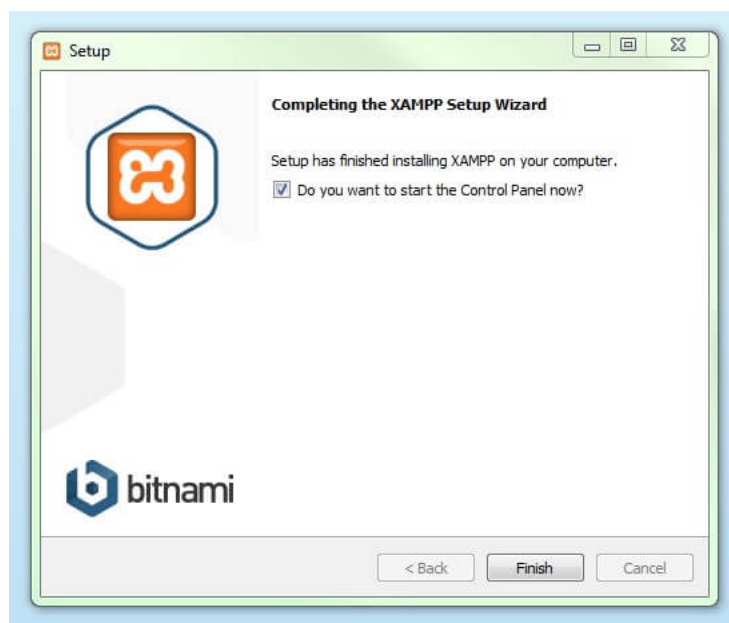 Setup
Completing the XAMPP Setup Wizard
Setup has finished installing XAMPP on your computer.
Do you want to start the Control Panel now?
bitnami
< Back
Finish
Cancel